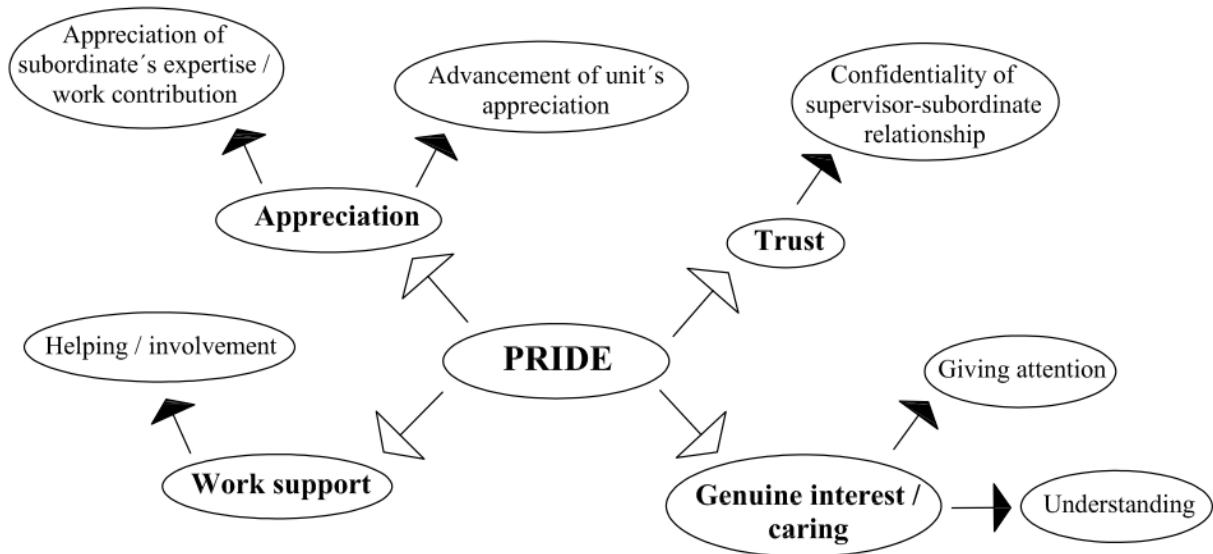 Appreciation of
subordinate´s expertise /
work contribution
Advancement of unit´s
appreciation
Confidentiality of
supervisor-subordinate
relationship
Appreciation
Trust
Helping / involvement
PRIDE
Giving attention
Work support
Genuine interest /
caring
Understanding